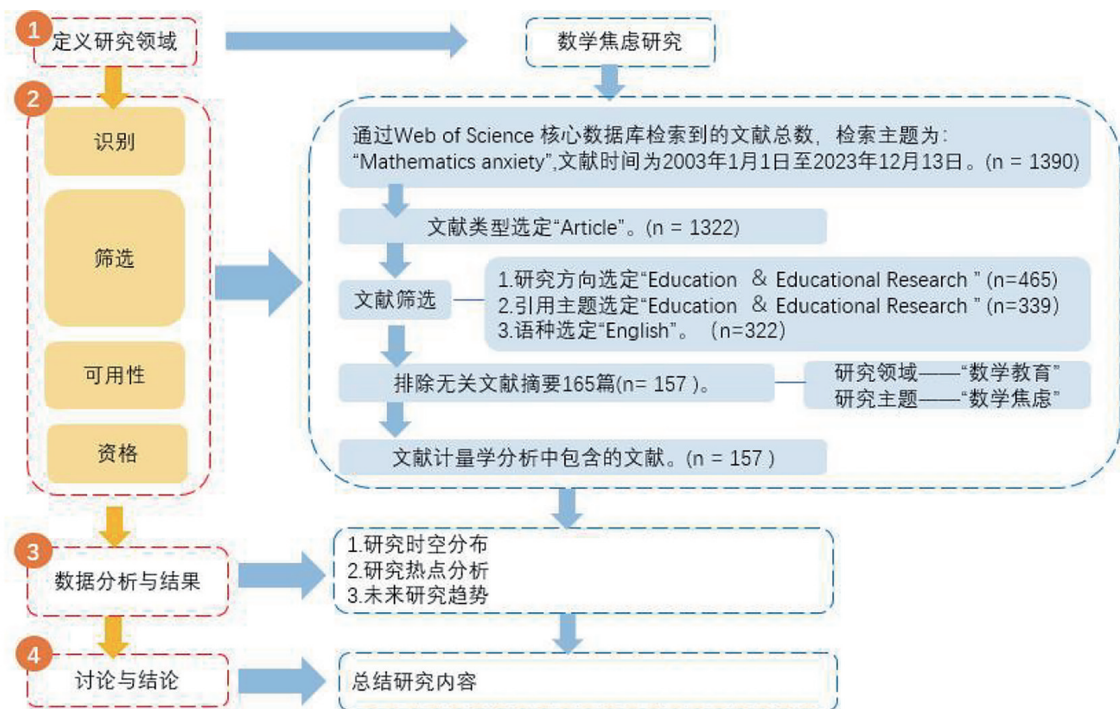 1
定义研究领域
数学焦虑研究
2
识别
筛选
可用性
资格
通过Web of Science 核心数据库检索到的文献总数，检索主题为：
“Mathematics anxiety”,文献时间为2003年1月1日至2023年12月13日。(n = 1390)
文献类型选定“Article”。(n = 1322)
文献筛选
1.研究方向选定“Education & Educational Research ” (n=465)
2.引用主题选定“Education & Educational Research ” (n=339)
3.语种选定“English”。（n=322)
排除无关文献摘要165篇(n= 157 )。
研究领域——“数学教育”
研究主题——“数学焦虑”
文献计量学分析中包含的文献。(n = 157 )
3
数据分析与结果
1.研究时空分布
2.研究热点分析
3.未来研究趋势
4
讨论与结论
总结研究内容